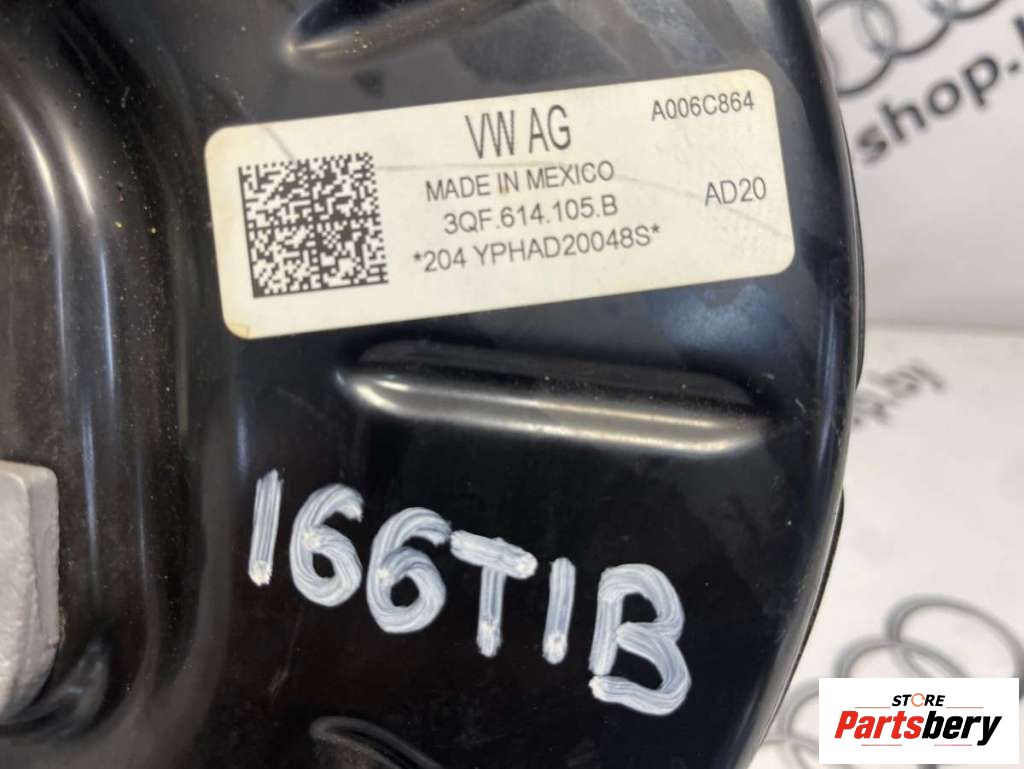 VW AG
A006C864
MADE IN MEXICO
3QF.614.105.B
AD20
*204 YPHAD20048S*
166TIB
shop.
STORE
Partsbery